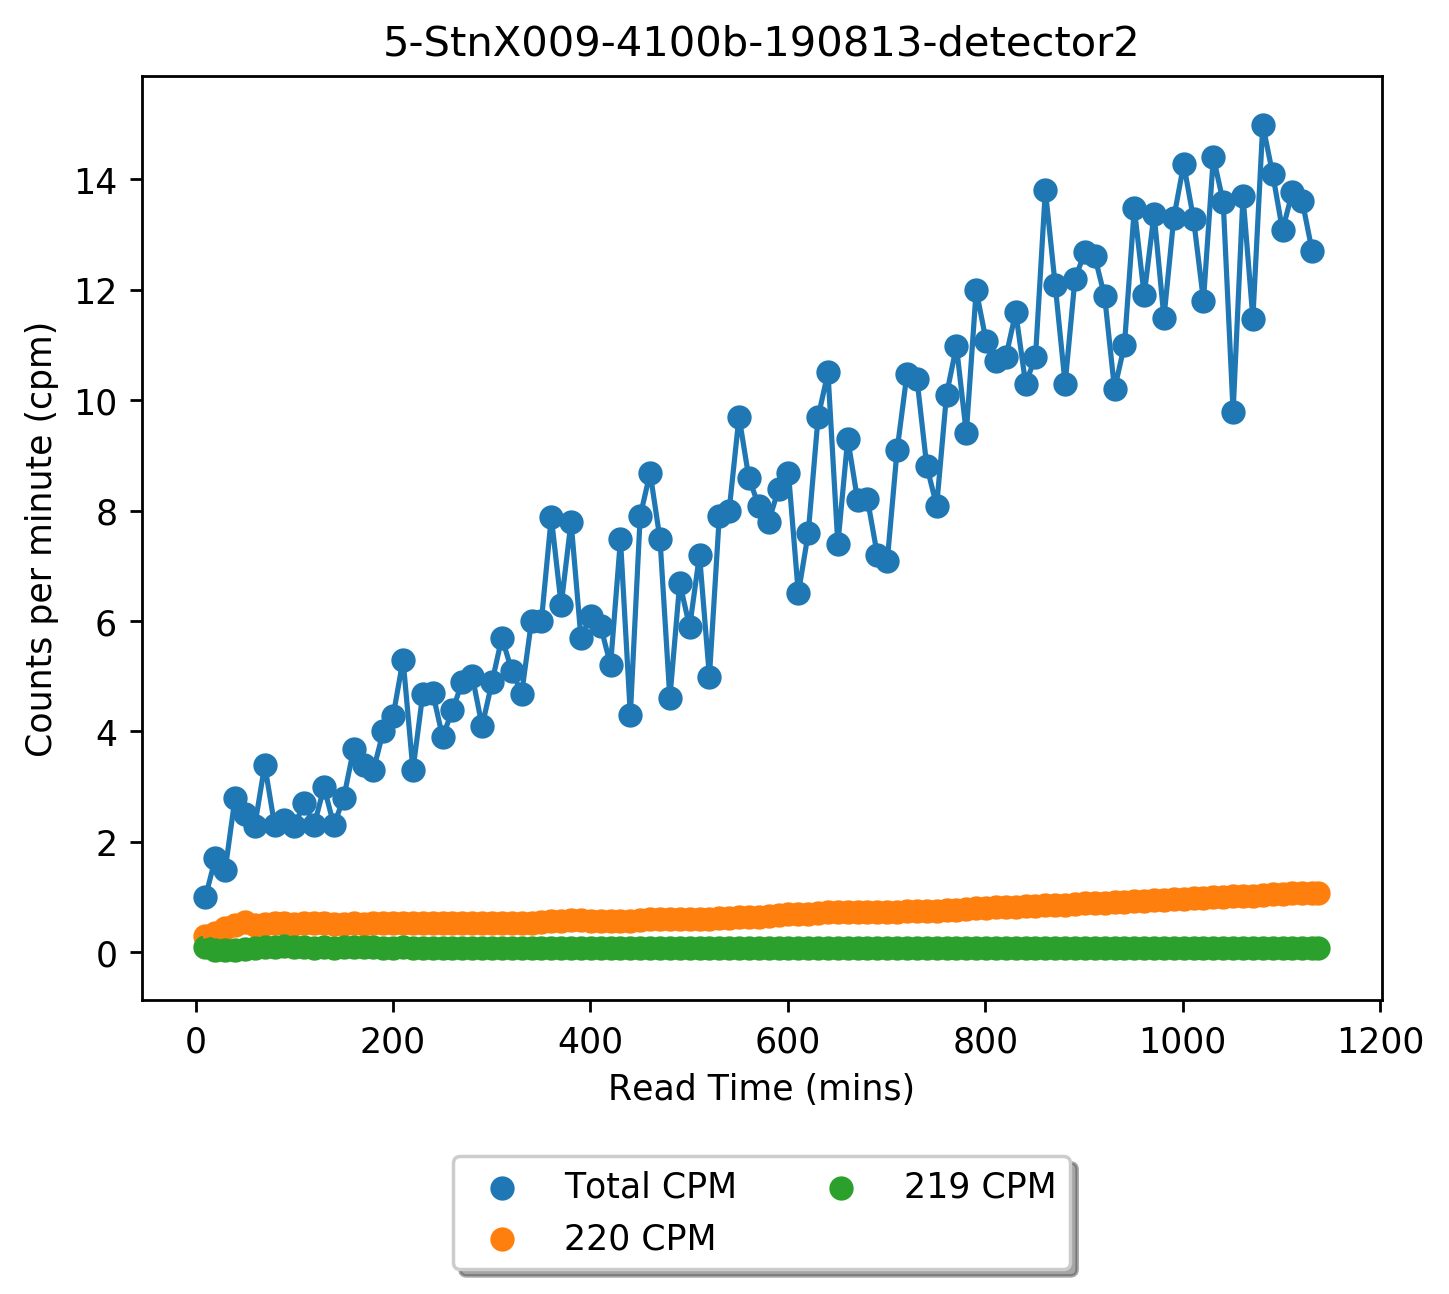 5-StnX009-4100b-190813-detector2
Counts per minute (cpm)
14
12
10
8
6
4
2
0
0 200 400 600 800 1000 1200
Read Time (mins)
Total CPM 219 CPM
220 CPM